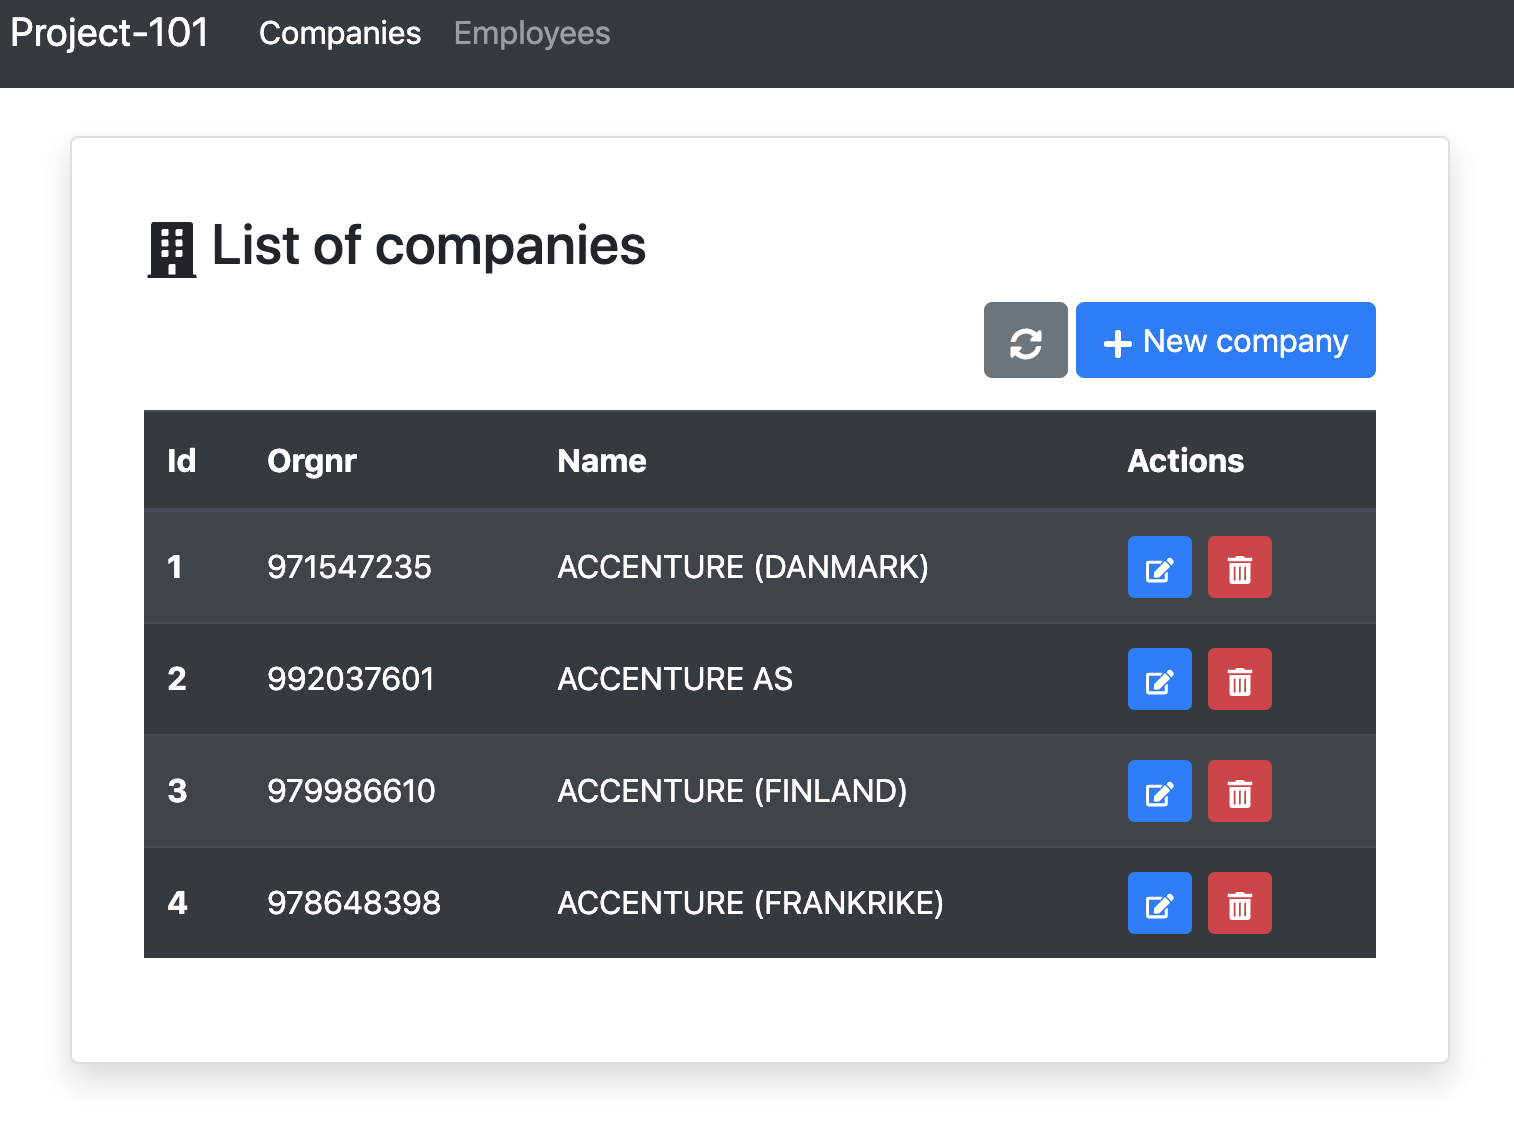 Project-101 Companies Employees
List of companies
New company
Id Orgnr Name Actions
1 971547235 ACCENTURE (DANMARK)
2 992037601 ACCENTURE AS
3 979986610 ACCENTURE (FINLAND)
4 978648398 ACCENTURE (FRANKRIKE)